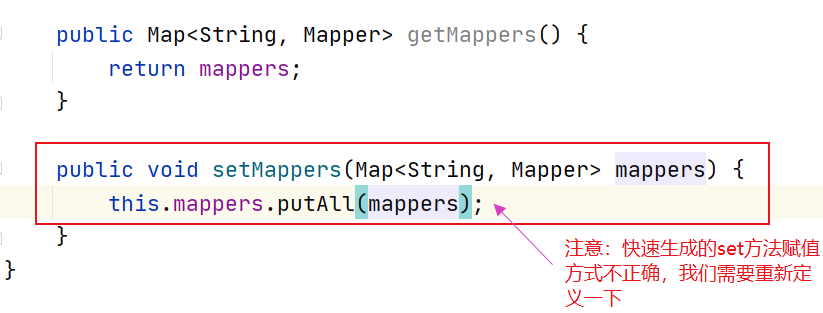 public Map<String, Mapper> getMappers() {
return mappers;
}
public void setMappers(Map<String, Mapper> mappers) {
this.mappers.putAll(mappers);
}
}
注意：快速生成的set方法赋值
方式不正确，我们需要重新定
义一下